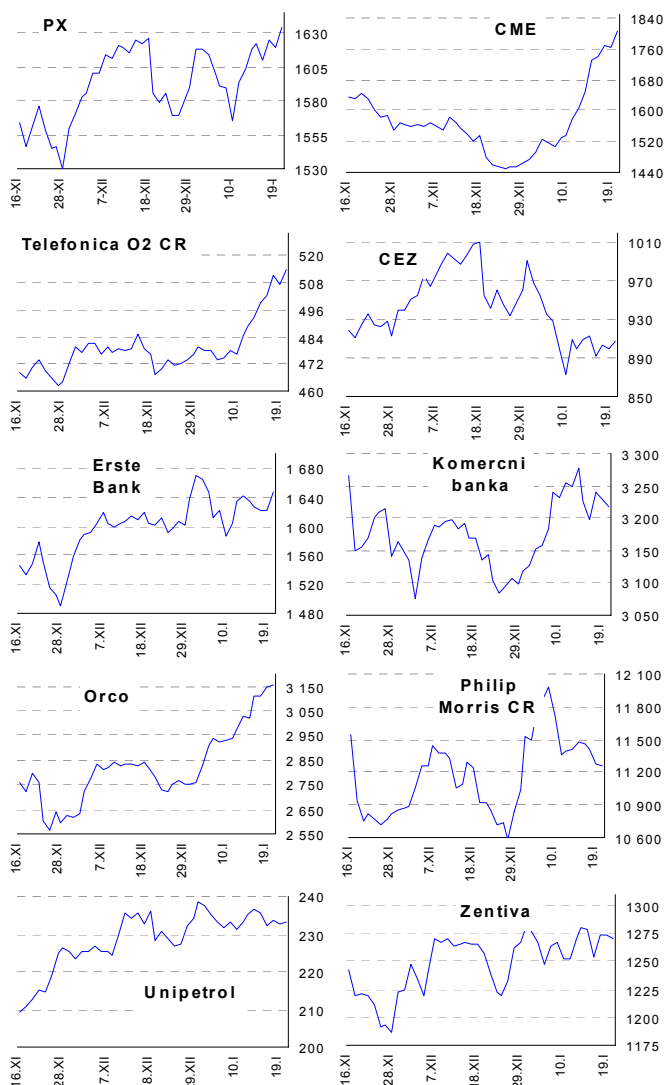 PX
1630
1605
1580
1555
1530
16-XI
28-XI
7-XII
18-XII
29-XII
10-I
19-I
CME
1840
1760
1680
1600
1520
1440
16.XI
28.XI
7.XII
18.XII
29.XII
10.I
19.I
Telefonica O2 CR
520
508
496
484
472
460
16.XI
28.XI
7.XII
18.XII
29.XII
10.I
19.I
CEZ
1010
970
930
890
850
16.XI
28.XI
7.XII
18.XII
29.XII
10.I
19.I
Erste
Bank
1 680
1 640
1 600
1 560
1 520
1 480
16.XI
28.XI
7.XII
18.XII
29.XII
10.I
19.I
Komercni
banka
3 300
3 250
3 200
3 150
3 100
3 050
16.XI
28.XI
7.XII
18.XII
29.XII
10.I
19.I
Orco
3 150
3 050
2 950
2 850
2 750
2 650
2 550
16.XI
28.XI
7.XII
18.XII
29.XII
10.I
19.I
Philip
Morris CR
12 100
11 800
11 500
11 200
10 900
10 600
16.XI
28.XI
7.XII
18.XII
29.XII
10.I
19.I
Unipetrol
240
230
220
210
200
16.XI
28.XI
7.XII
8.XII
9.XII
10.I
19.I
Zentiva
1300
1275
1250
1225
1200
1175
16.XI
28.XI
7.XII
18.XII
29.XII
10.I
19.I